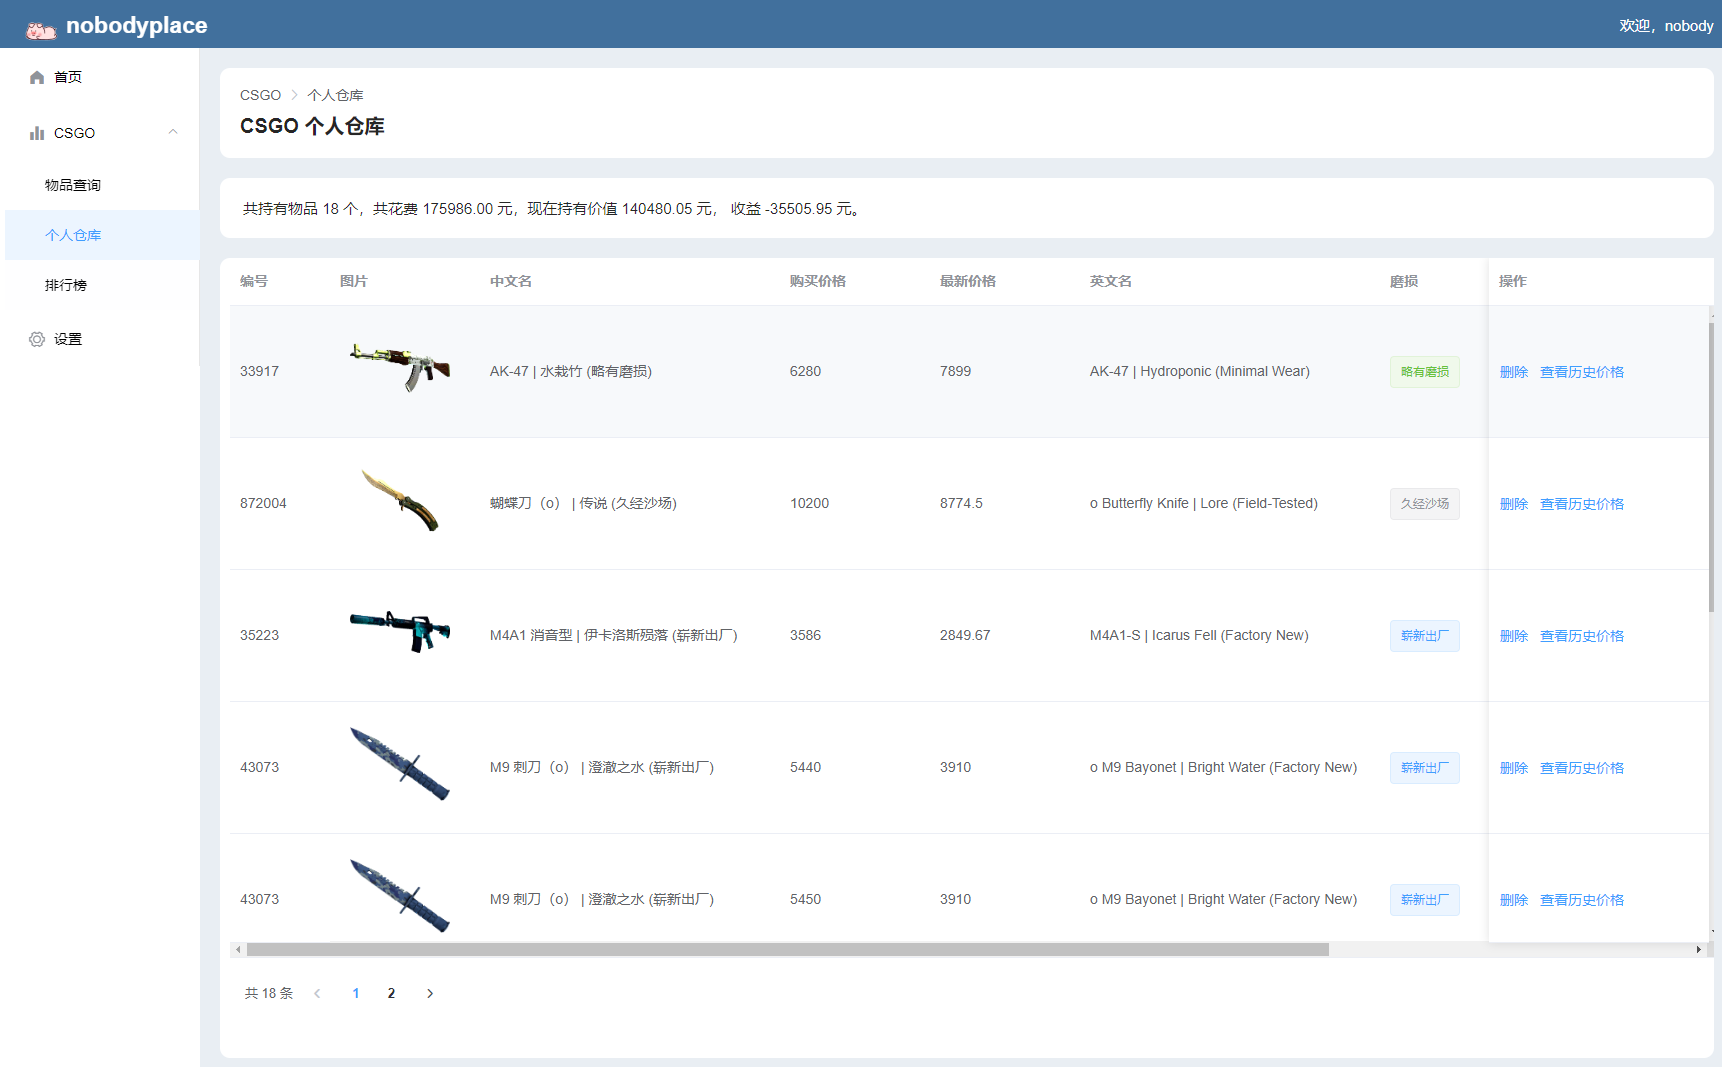 nobodyplace
欢迎，nobody
首页
CSGO
物品查询
个人仓库
排行榜
设置
CSGO 个人仓库
CSGO 个人仓库
共持有物品 18 个，共花费 175986.00 元，现在持有价值 140480.05 元， 收益 -35505.95 元。
编号 图片 中文名 购买价格 最新价格 英文名 磨损 操作
33917 AK-47 | 水栽竹 (略有磨损) 6280 7899 AK-47 | Hydroponic (Minimal Wear) 略有磨损 删除 查看历史价格
872004 蝴蝶刀（o） | 传说 (久经沙场) 10200 8774.5 o Butterfly Knife | Lore (Field-Tested) 久经沙场 删除 查看历史价格
35223 M4A1 消音型 | 伊卡洛斯殒落 (崭新出厂) 3586 2849.67 M4A1-S | Icarus Fell (Factory New) 崭新出厂 删除 查看历史价格
43073 M9 刺刀（o） | 澄澈之水 (崭新出厂) 5440 3910 o M9 Bayonet | Bright Water (Factory New) 崭新出厂 删除 查看历史价格
43073 M9 刺刀（o） | 澄澈之水 (崭新出厂) 5450 3910 o M9 Bayonet | Bright Water (Factory New) 崭新出厂 删除 查看历史价格
共 18 条 1 2